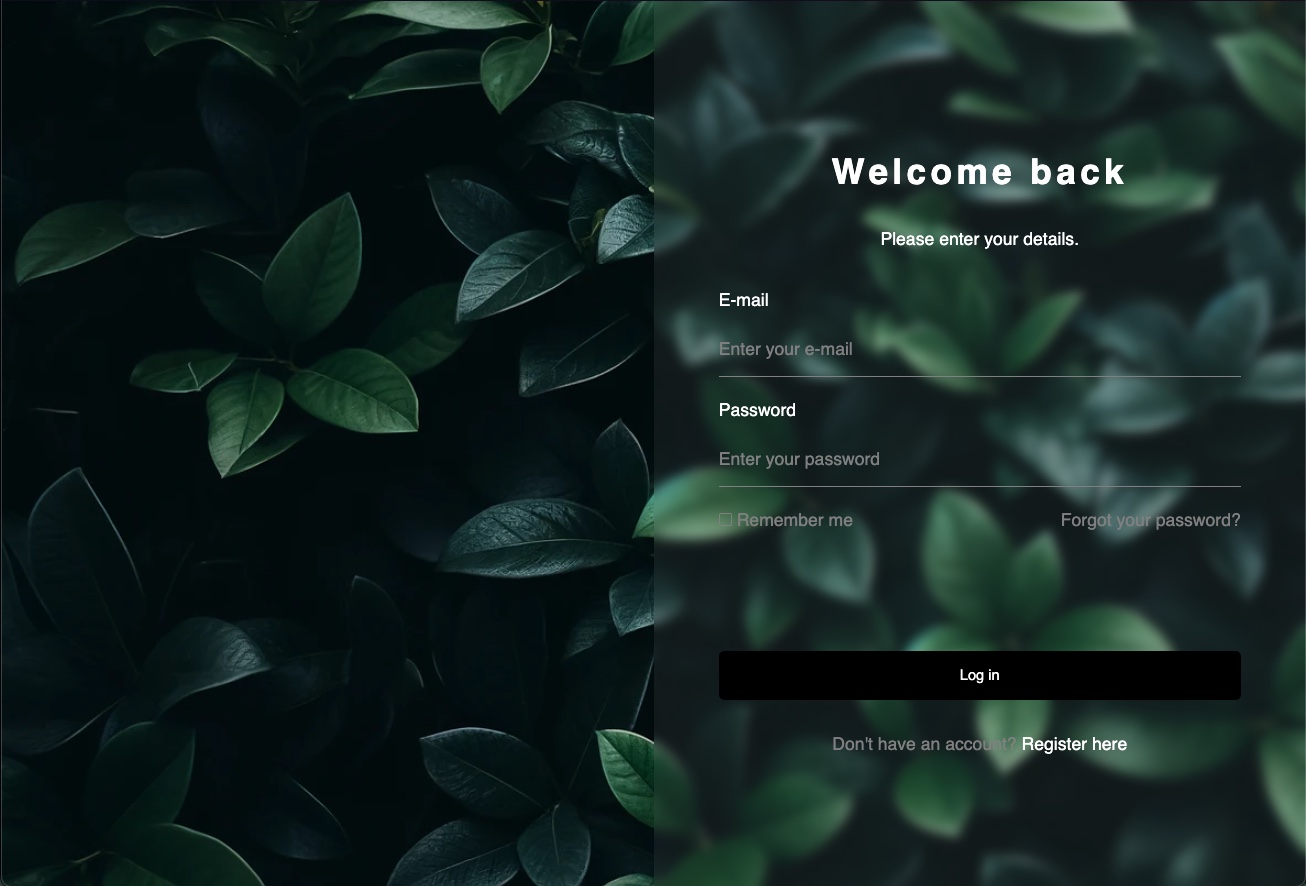 Welcome back
Please enter your details.
E-mail
Enter your e-mail
Password
Enter your password
Remember me Forgot your password?
Log in
Don't have an account? Register here